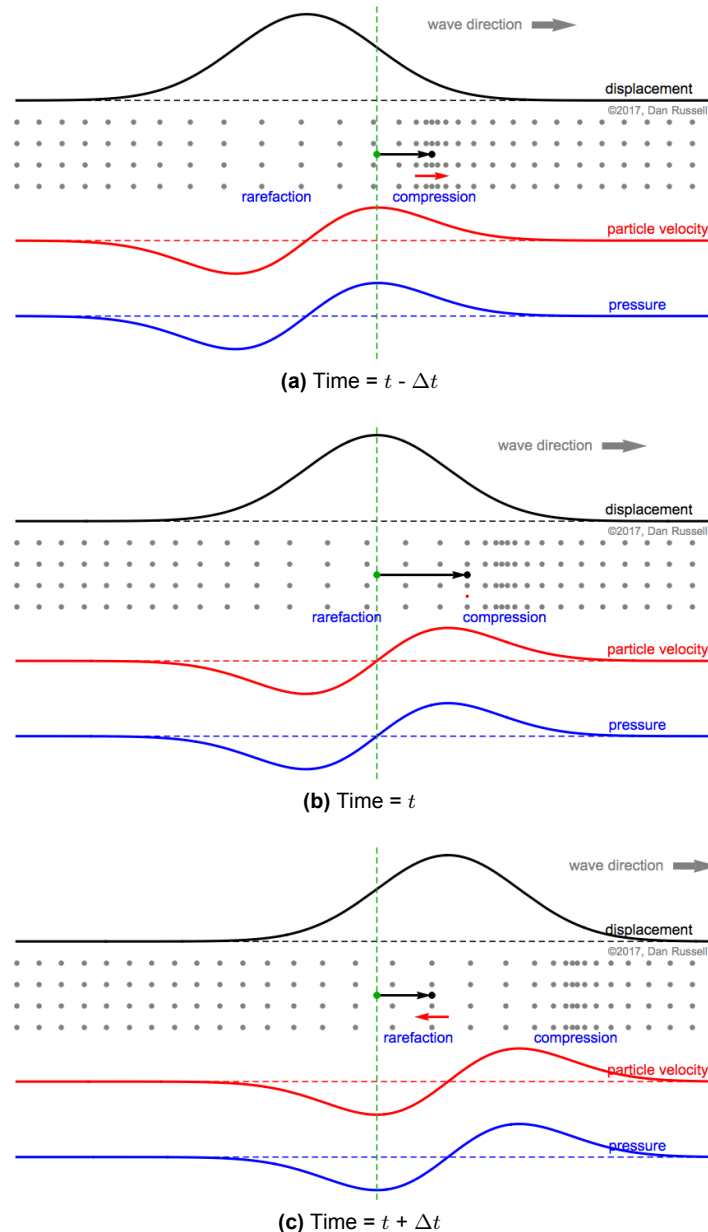 wave direction
displacement
©2017, Dan Russell
rarefaction compression
particle velocity
pressure
(a) Time = t - Δt
wave direction
displacement
©2017, Dan Russell
rarefaction compression
particle velocity
pressure
(b) Time = t
wave direction
displacement
©2017, Dan Russell
rarefaction compression
particle velocity
pressure
(c) Time = t + Δt